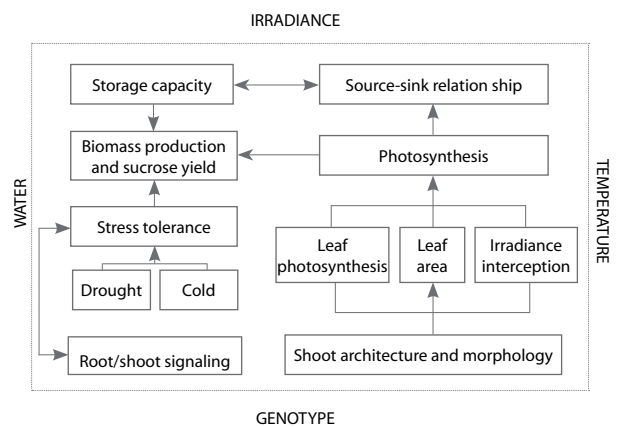 IRRADIANCE
Storage capacity
Source-sink relation ship
Biomass production
and sucrose yield
Photosynthesis
WATER
TEMPERATURE
Stress tolerance
Leaf
photosynthesis
Leaf
area
Irradiance
interception
Drought
Cold
Root/shoot signaling
Shoot architecture and morphology
GENOTYPE